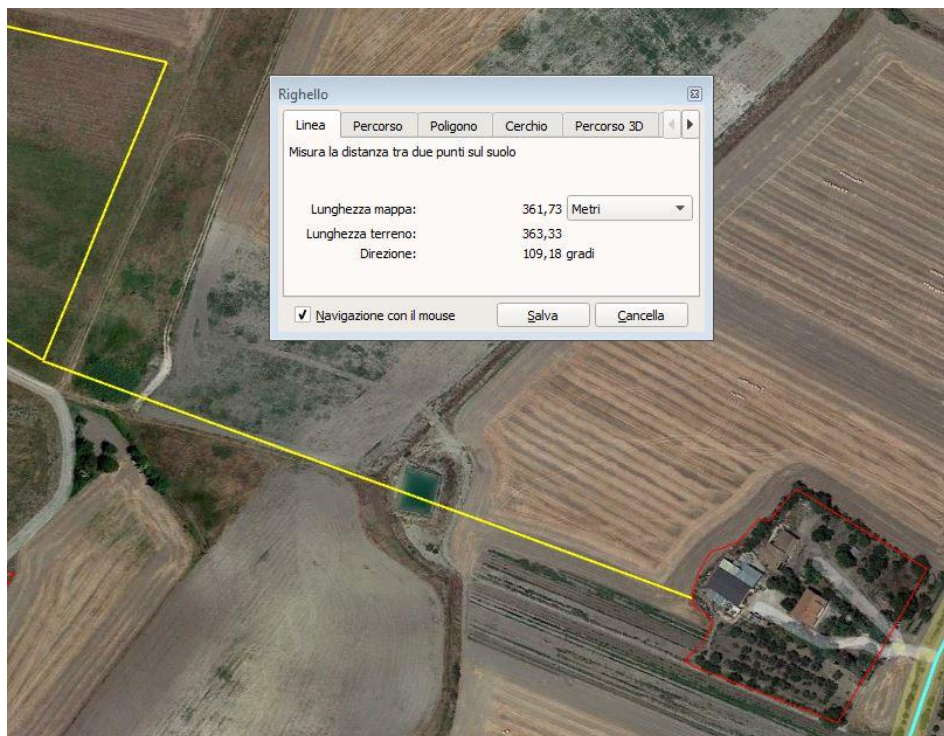 Righello
Linea Percorso Poligono Cerchio Percorso 3D
Misura la distanza tra due punti sul suolo
Lunghezza mappa: 361,73 Metri
Lunghezza terreno: 363,33
Direzione: 109,18 gradi
Navigazione con il mouse Salva Cancella